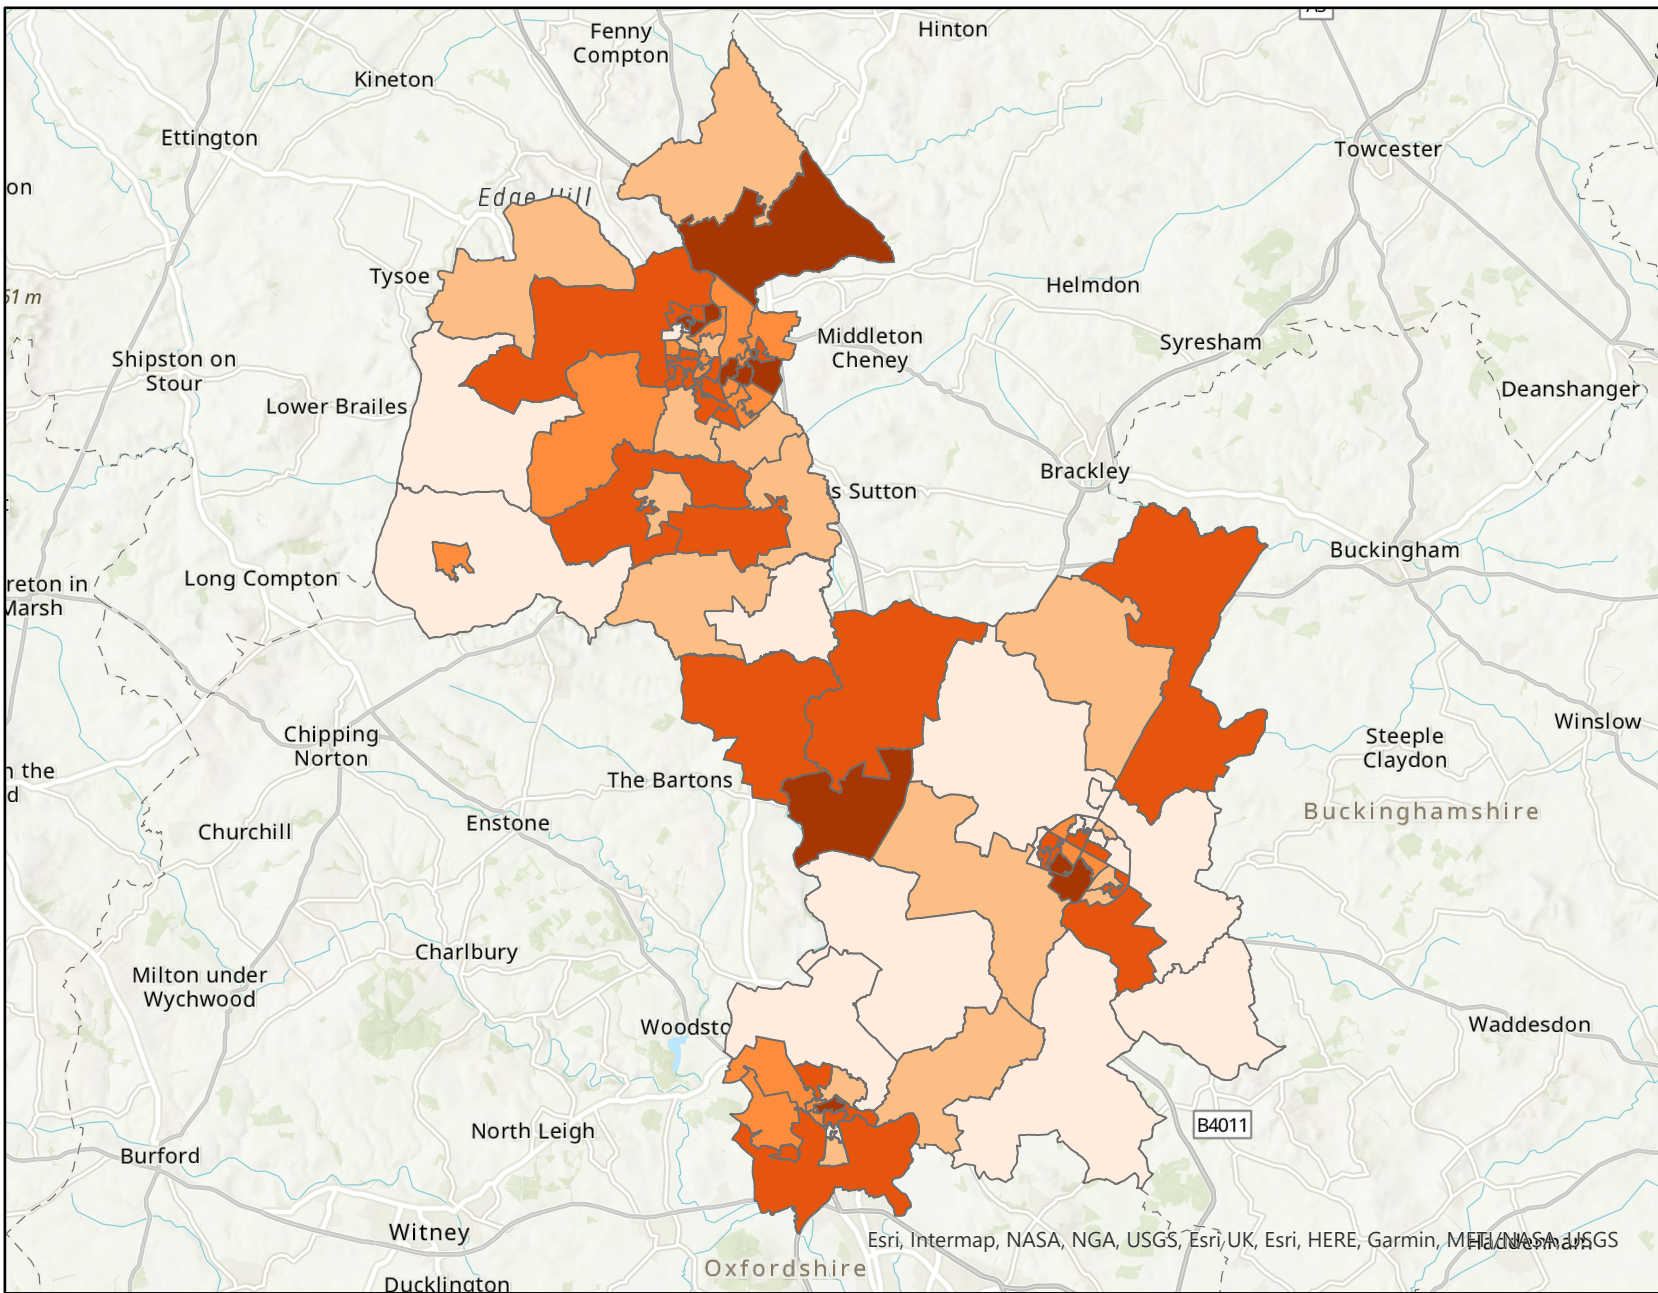 A5
Fenny
Compton
Hinton
Kineton
Ettington
Towcester
on
Edge Hill
Tysoe
51 m
Helmdon
Middleton
Cheney
Syresham
Shipston on
Stour
Deanshanger
Lower Brailes
Brackley
s Sutton
Buckingham
reton in
Marsh
Long Compton
Chipping
Norton
Winslow
Steeple
Claydon
n the
d
The Bartons
Buckinghamshire
Churchill
Enstone
Charlbury
Milton under
Wychwood
Woodsto
Waddesdon
North Leigh
B4011
Burford
Witney
Esri, Intermap, NASA, NGA, USGS, Esri UK, Esri, HERE, Garmin, METI/NASA, USGS
Haddenham
Oxfordshire
Ducklington